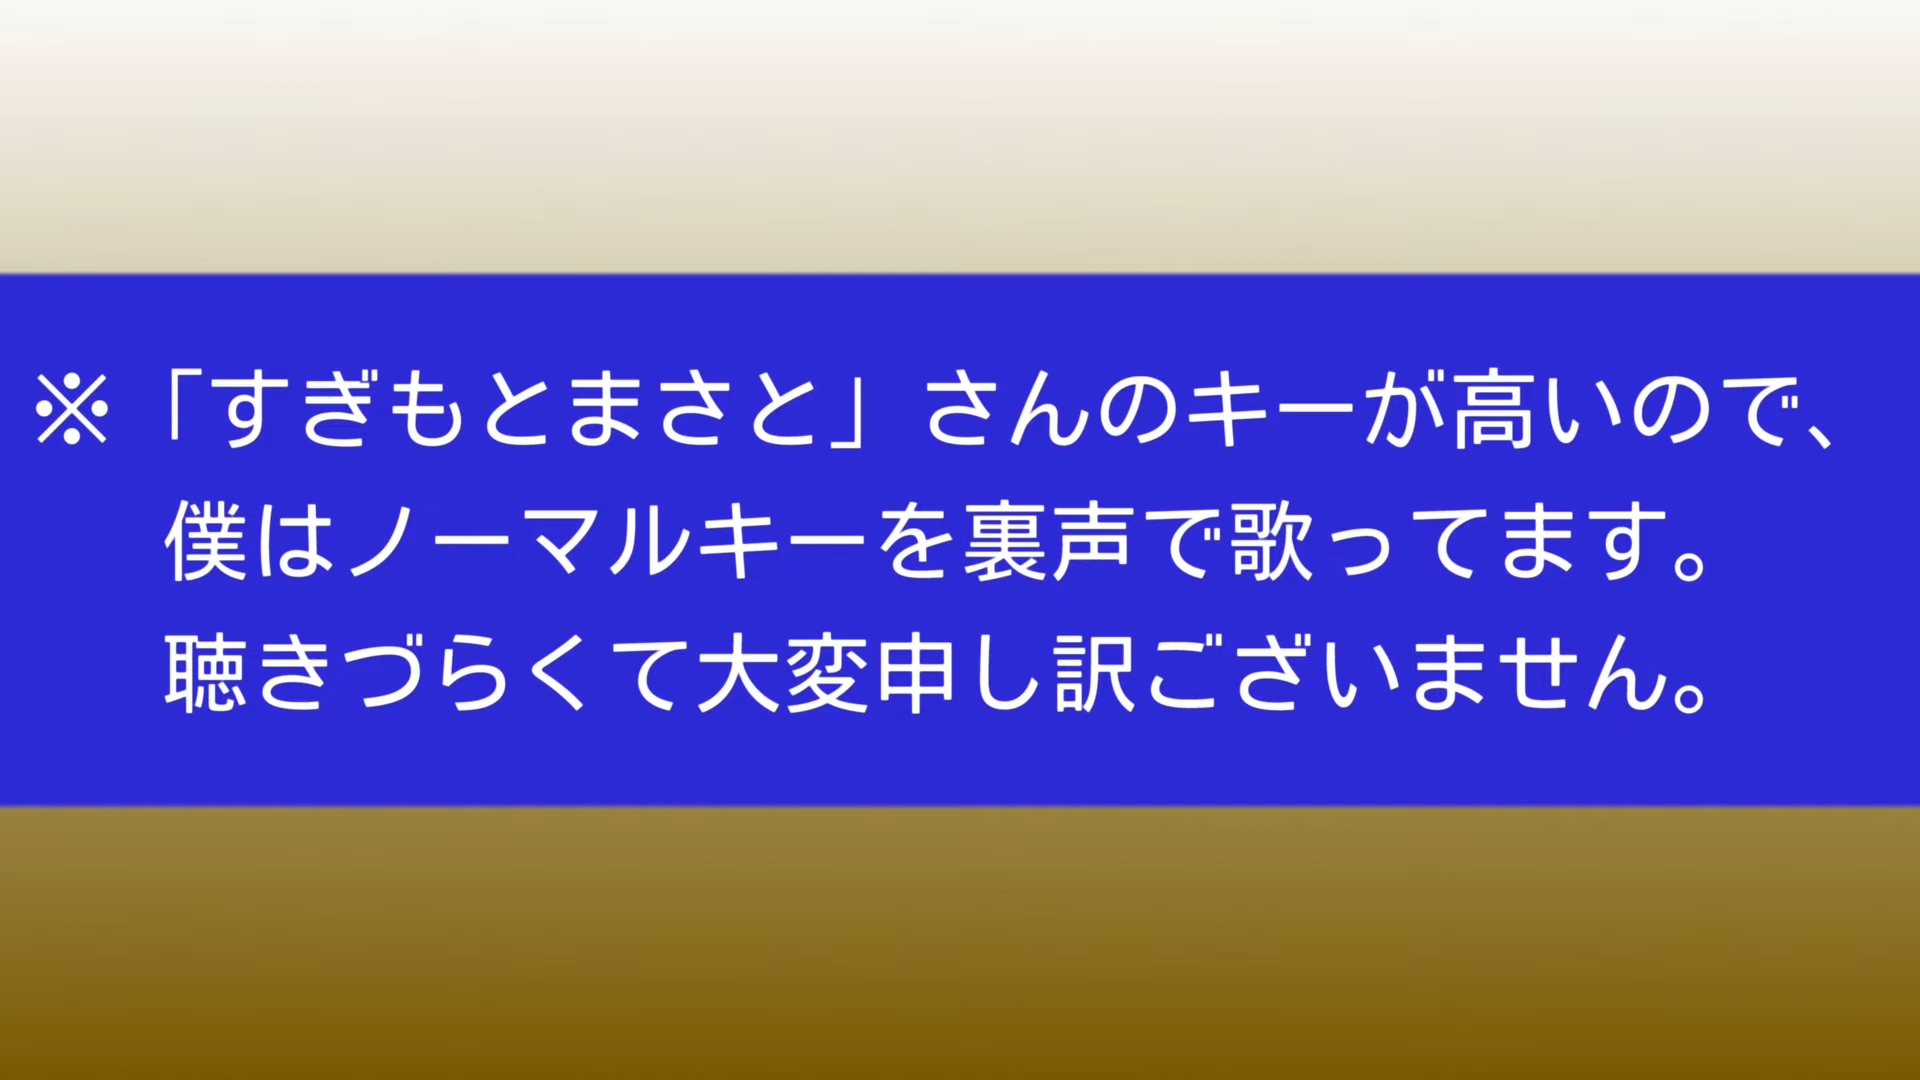 ※「すぎもとまさと」さんのキーが高いので、
僕はノーマルキーを裏声で歌ってます。
聴きづらくて大変申し訳ございません。